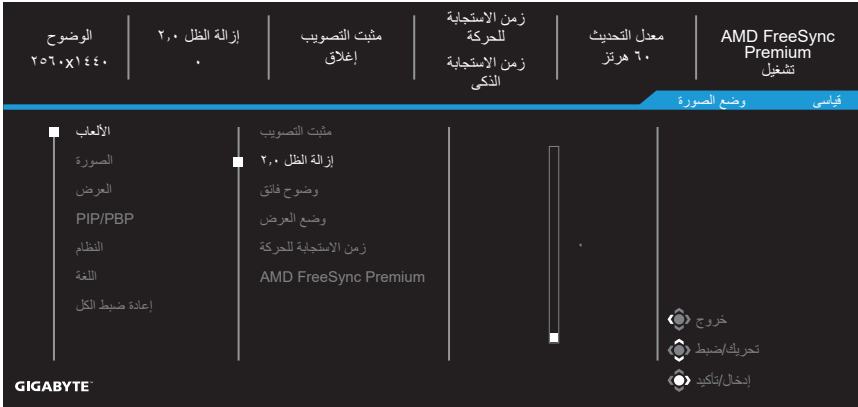 الوضوح
٢٥٦٠x١٤٤٠
إزالة الظل ٢,٠
٠
مثبت التصويب
إغلاق
زمن الاستجابة
للحركة
زمن الاستجابة
الذكى
معدل التحديث
٦٠ هرتز
AMD FreeSync
Premium
تشغيل
قياسى
وضع الصورة
الألعاب
الصورة
العرض
PIP/PBP
النظام
اللغة
إعادة ضبط الكل
مثبت التصويب
إزالة الظل ٢,٠
وضوح فائق
وضع العرض
زمن الاستجابة للحركة
AMD FreeSync Premium
٠
خروج
تحريك/ضبط
إدخال/تأكيد
GIGABYTE™